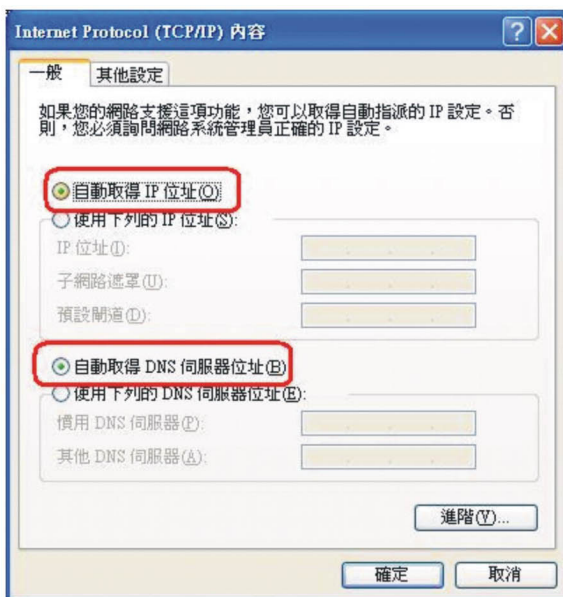 Internet Protocol (TCP/IP) 內容
一般
其他設定
如果您的網路支援這項功能，您可以取得自動指派的 IP 設定。否
則，您必須詢問網路系統管理員正確的 IP 設定。
自動取得 IP 位址(O)
使用下列的 IP 位址(S):
IP 位址(I):
子網路遮罩(U):
預設閘道(D):
自動取得 DNS 伺服器位址(B)
使用下列的 DNS 伺服器位址(E):
慣用 DNS 伺服器(P):
其他 DNS 伺服器(A):
進階(V)...
確定
取消